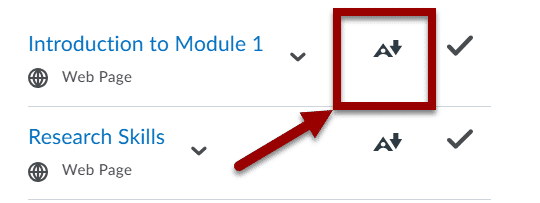 Introduction to Module 1
Web Page
Research Skills
Web Page